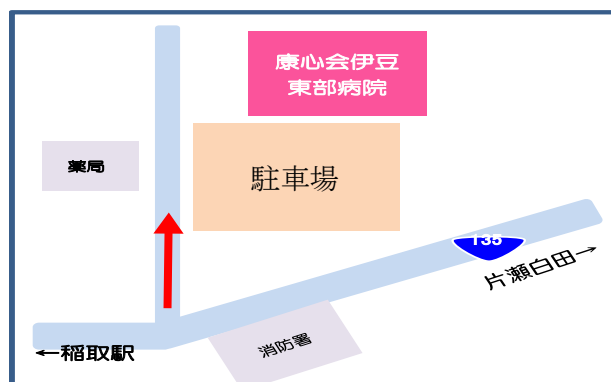 康心会伊豆
東部病院
薬局
駐車場
135
片瀬白田→
←稲取駅
消防署